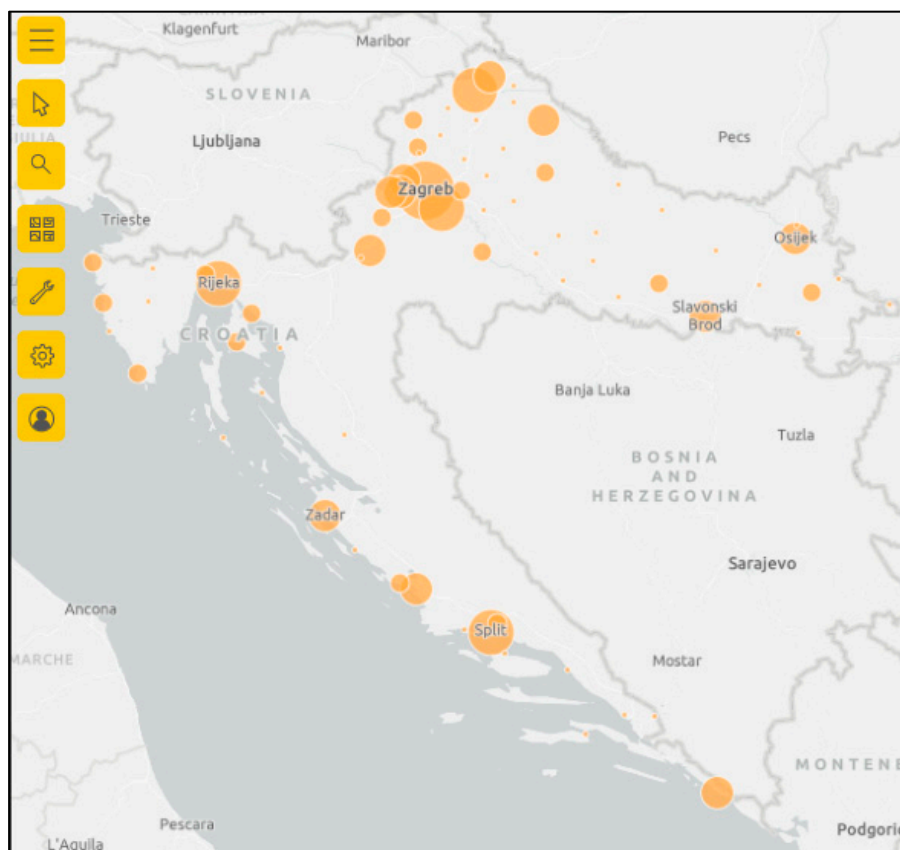 Klagenfurt
Maribor
SLOVENIA
Ljubljana
Pecs
Zagreb
Trieste
Osijek
Rijeka
Slavonski
Brod
CROATIA
Banja Luka
Tuzla
BOSNIA
AND
HERZEGOVINA
Zadar
Sarajevo
Ancona
Split
MARCHE
Mostar
MONTENE
Pescara
Podgoric
L'Aquila